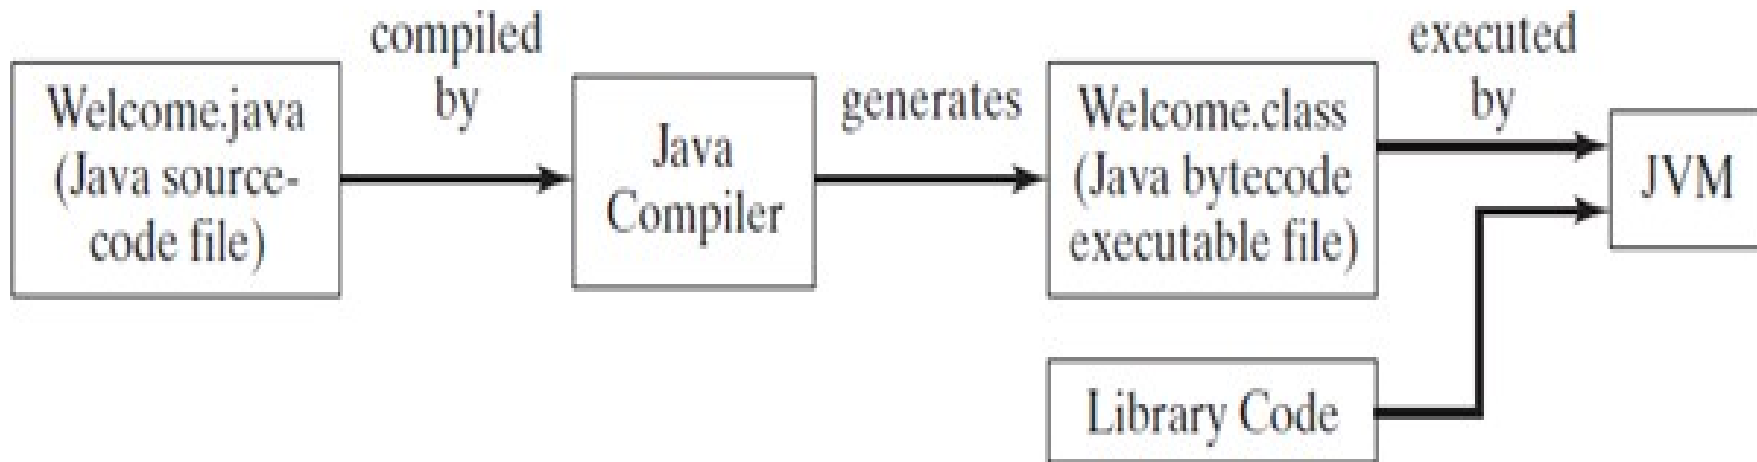 Welcome.java
(Java source-
code file)
compiled
by
Java
Compiler
generates
Welcome.class
(Java bytecode
executable file)
executed
by
JVM
Library Code